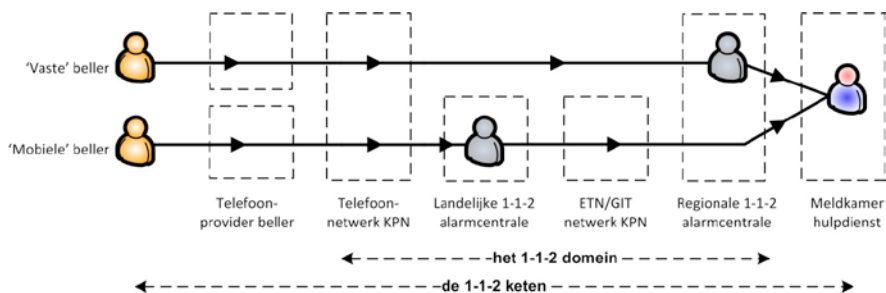 'Vaste' beller
'Mobiele' beller
Telefoon-
provider beller
Telefoon-
netwerk KPN
Landelijke 1-1-2
alarmcentrale
ETN/GIT
netwerk KPN
Regionale 1-1-2
alarmcentrale
Meldkamer
hulpdienst
het 1-1-2 domein
de 1-1-2 keten